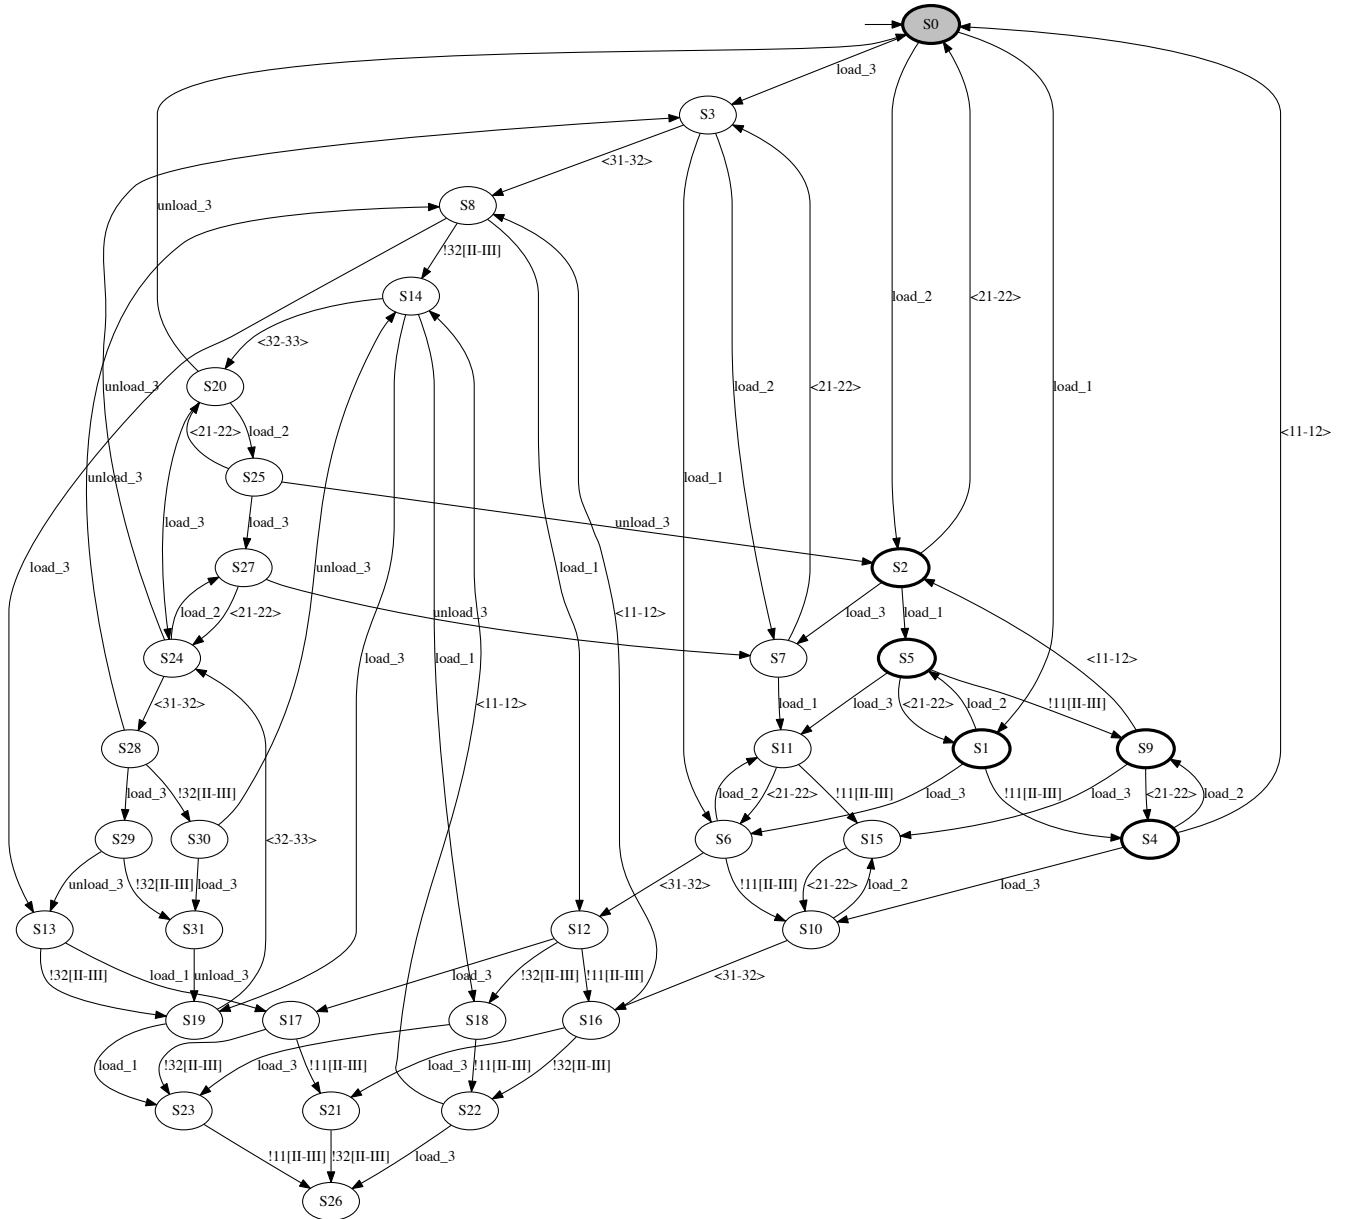 S0
load_3
S3
<31-32>
S8
unload_3
!32[II-III]
S14
load_2
<21-22>
<32-33>
S20
unload_3
load_2
<21-22>
load_1
<21-22>
load_2
<11-12>
S25
unload_3
load_1
load_3
load_3
unload_3
S27
load_3
unload_3
load_1
<11-12>
S2
load_2
<21-22>
unload_3
load_3
load_1
S24
load_3
load_1
S7
S5
<11-12>
<31-32>
<11-12>
load_1
load_3
<21-22>
load_2
!11[II-III]
S28
S11
S1
S9
load_3
!32[II-III]
load_2
<21-22>
!11[II-III]
load_3
!11[II-III]
load_3
<21-22>
load_2
S29
S30
<32-33>
S6
S15
S4
unload_3
!32[II-III]
load_3
<31-32>
!11[II-III]
<21-22>
load_2
load_3
S13
S31
S12
S10
!32[II-III]
load_1
unload_3
load_3
!32[II-III]
!11[II-III]
<31-32>
S19
S17
S18
S16
load_1
!32[II-III]
load_3
!11[II-III]
load_3
!11[II-III]
!32[II-III]
S23
S21
S22
!11[II-III]
!32[II-III]
load_3
S26